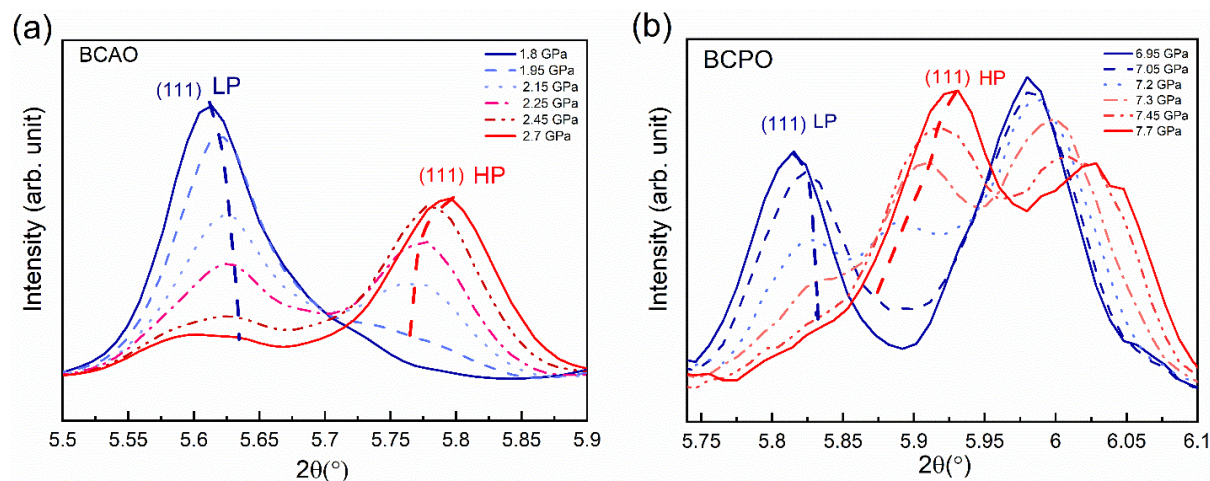 (a)
BCAO
1.8 GPa
1.95 GPa
2.15 GPa
2.25 GPa
2.45 GPa
2.7 GPa
(111) LP
(111) HP
Intensity (arb. unit)
5.5 5.55 5.6 5.65 5.7 5.75 5.8 5.85 5.9
2θ(°)
(b)
BCPO
6.95 GPa
7.05 GPa
7.2 GPa
7.3 GPa
7.45 GPa
7.7 GPa
(111) LP
(111) HP
Intensity (arb. unit)
5.75 5.8 5.85 5.9 5.95 6 6.05 6.1
2θ(°)